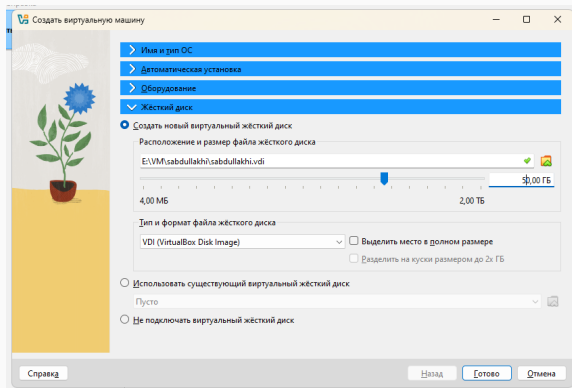 Создать виртуальную машину
Имя и тип ОС
Автоматическая установка
Оборудование
Жёсткий диск
Создать новый виртуальный жёсткий диск
Расположение и размер файла жёсткого диска
E:\VM\sabdullakhi\sabdullakhi.vdi
50,00 ГБ
4,00 МБ 2,00 ТБ
Тип и формат файла жёсткого диска
VDI (VirtualBox Disk Image) Выделить место в полном размере
Разделить на куски размером до 2х ГБ
Использовать существующий виртуальный жёсткий диск
Пусто
Не подключать виртуальный жёсткий диск
Справка Назад Готово Отмена